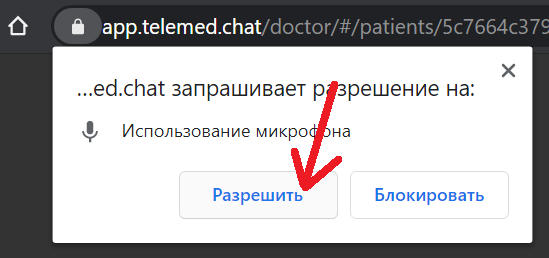 app.telemed.chat/doctor/#/patients/5c7664c379
...ed.chat запрашивает разрешение на:
Использование микрофона
Разрешить
Блокировать